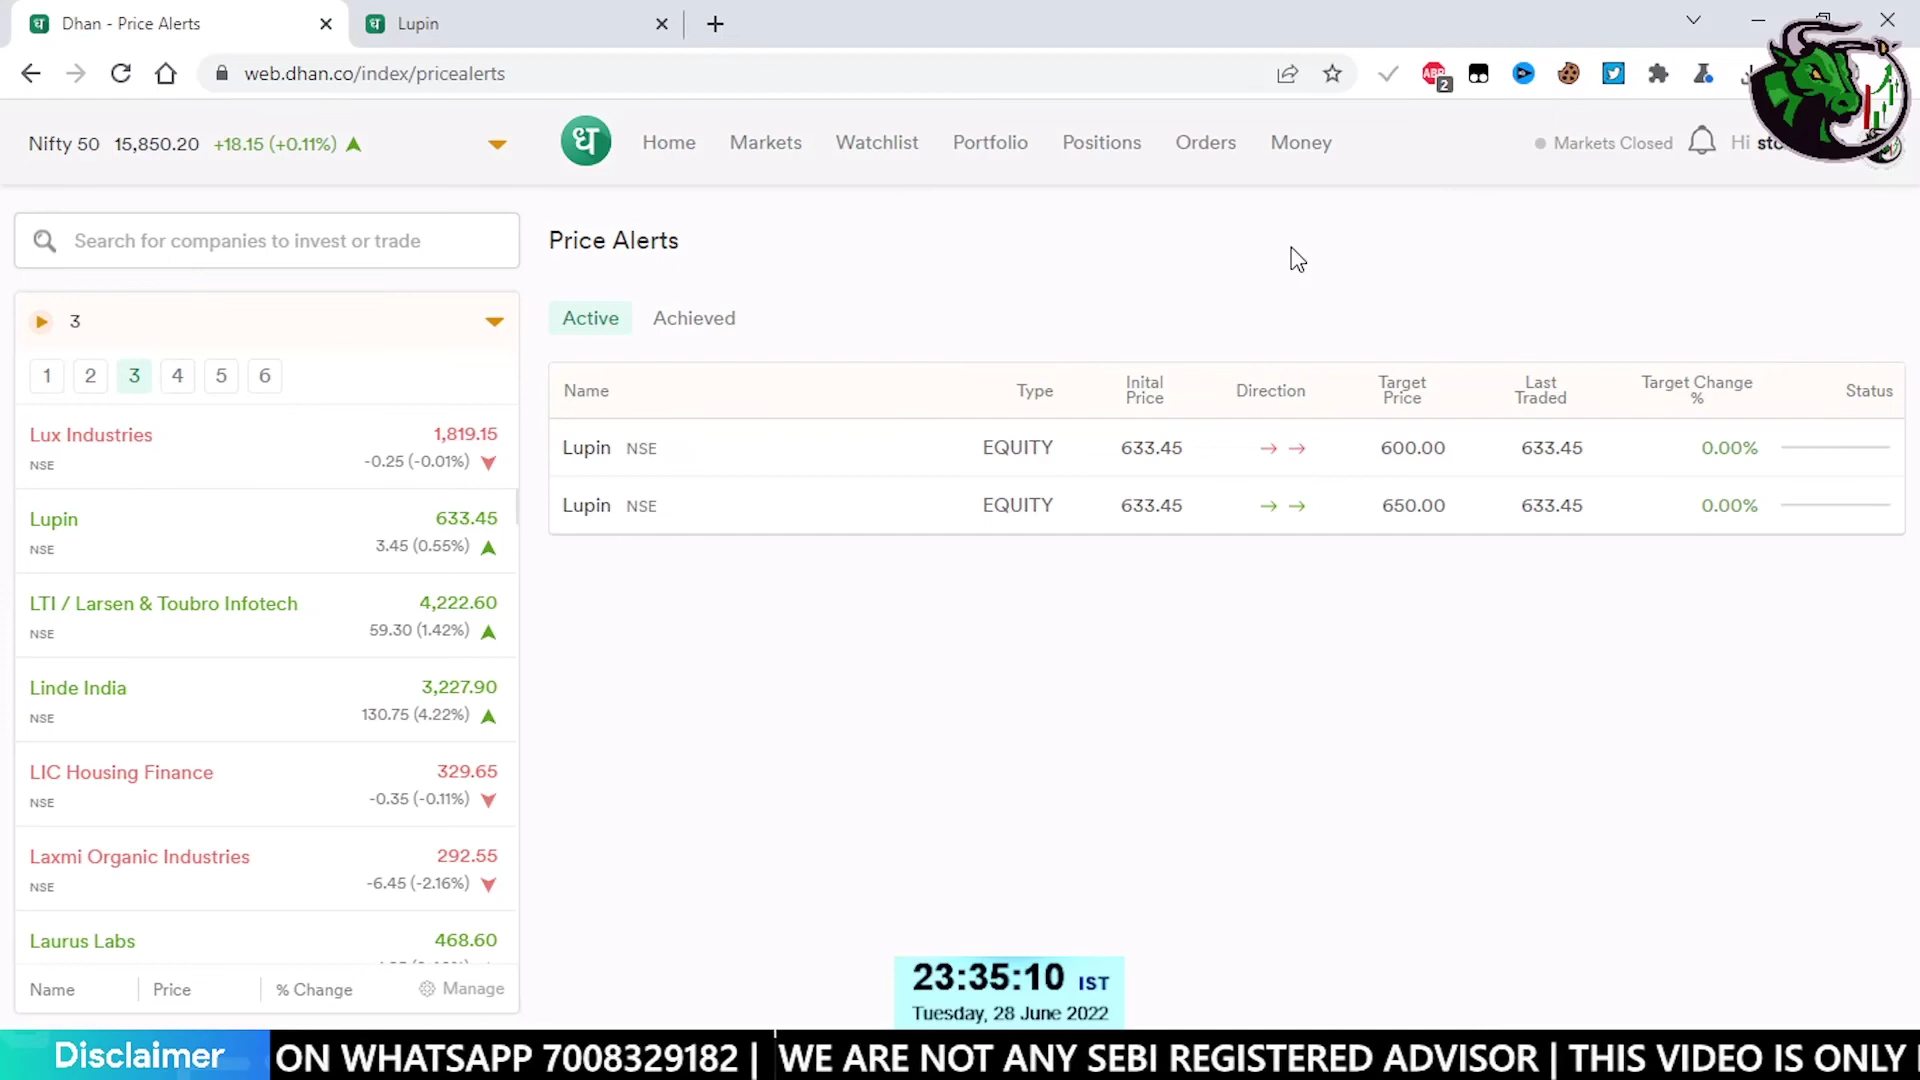 Dhan - Price Alerts
Lupin
web.dhan.co/index/pricealerts
ABP
2
Nifty 50 15,850.20 +18.15 (+0.11%)
ध
Home Markets Watchlist Portfolio Positions Orders Money
Markets Closed
Hi
Search for companies to invest or trade
3
1 2 3 4 5 6
Lux Industries 1,819.15
NSE -0.25 (-0.01%)
Lupin 633.45
NSE 3.45 (0.55%)
LTI / Larsen & Toubro Infotech 4,222.60
NSE 59.30 (1.42%)
Linde India 3,227.90
NSE 130.75 (4.22%)
LIC Housing Finance 329.65
NSE -0.35 (-0.11%)
Laxmi Organic Industries 292.55
NSE -6.45 (-2.16%)
Laurus Labs 468.60
Name Price % Change Manage
Price Alerts
Active Achieved
Name Type Inital Price Direction Target Price Last Traded Target Change % Status
Lupin NSE EQUITY 633.45 → → 600.00 633.45 0.00%
Lupin NSE EQUITY 633.45 → → 650.00 633.45 0.00%
23:35:10 IST
Tuesday, 28 June 2022
Disclaimer
ON WHATSAPP 7008329182 | WE ARE NOT ANY SEBI REGISTERED ADVISOR | THIS VIDEO IS ONLY